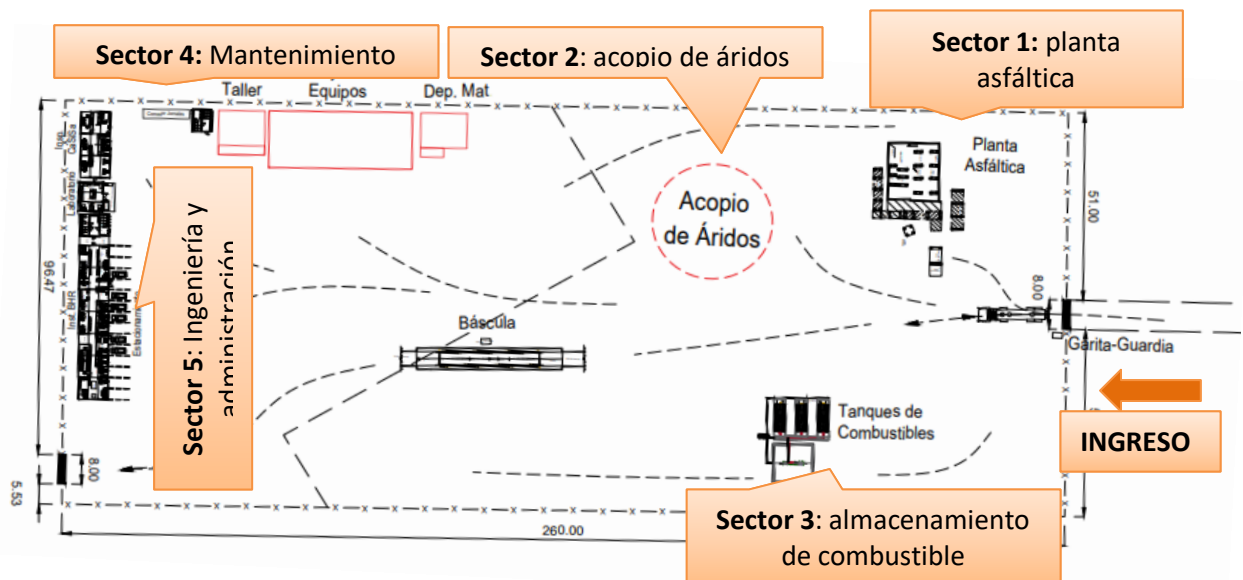 Sector 4: Mantenimiento
Sector 2: acopio de áridos
Sector 1: planta
asfáltica
Taller
Equipos
Dep. Mat
Planta
Asfáltica
51.00
Laboratorio
Acopio
de Áridos
96.47
Sector 5: Ingeniería y
administración
8.00
Báscula
Garita-Guardia
Tanques de
Combustibles
INGRESO
8.00
5.53
Sector 3: almacenamiento
de combustible
260.00